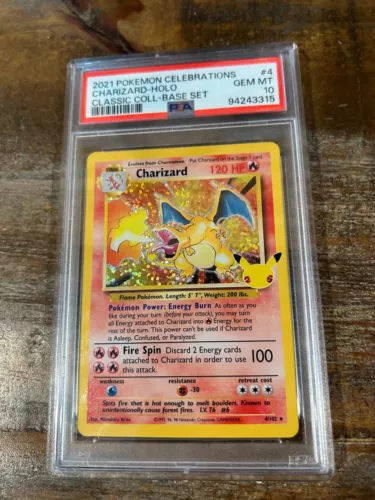 2021 POKEMON CELEBRATIONS #4
CHARIZARD-HOLO GEM MT
CLASSIC COLL-BASE SET 10
PSA 94243315
Evolves from Charmeleon Put Charizard on the Stage 1 card
Charizard 120 HP
Flame Pokémon. Length: 5' 7", Weight: 200 lbs.
Pokémon Power: Energy Burn As often as you
like during your turn (before your attack), you may turn
all Energy attached to Charizard into Energy for the
rest of the turn. This power can't be used if Charizard
is Asleep, Confused, or Paralyzed.
Fire Spin Discard 2 Energy cards
attached to Charizard in order to use
this attack.
100
weakness resistance retreat cost
-30
Spits fire that is hot enough to melt boulders. Known to
unintentionally cause forest fires. LV. 76 #6
4/102